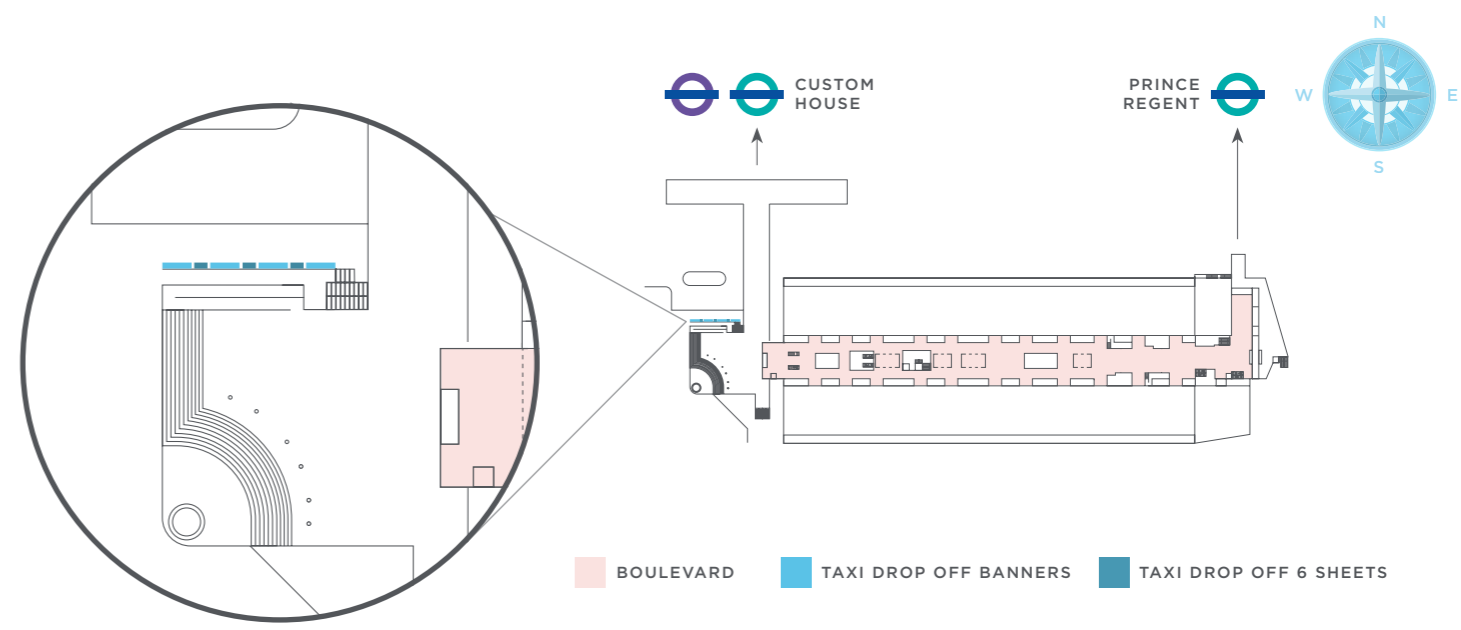 N
CUSTOM
HOUSE
PRINCE
REGENT
W
E
S
BOULEVARD
TAXI DROP OFF BANNERS
TAXI DROP OFF 6 SHEETS